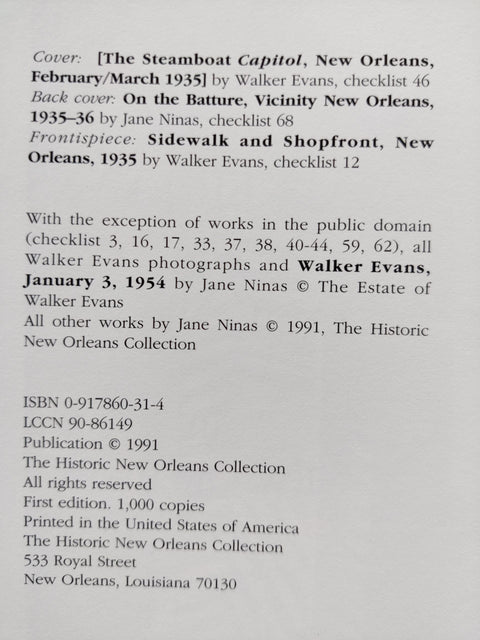 Cover: [The Steamboat Capitol, New Orleans,
February/March 1935] by Walker Evans, checklist 46
Back cover: On the Batture, Vicinity New Orleans,
1935–36 by Jane Ninas, checklist 68
Frontispiece: Sidewalk and Shopfront, New
Orleans, 1935 by Walker Evans, checklist 12
With the exception of works in the public domain
(checklist 3, 16, 17, 33, 37, 38, 40-44, 59, 62), all
Walker Evans photographs and Walker Evans,
January 3, 1954 by Jane Ninas © The Estate of
Walker Evans
All other works by Jane Ninas © 1991, The Historic
New Orleans Collection
ISBN 0-917860-31-4
LCCN 90-86149
Publication © 1991
The Historic New Orleans Collection
All rights reserved
First edition. 1,000 copies
Printed in the United States of America
The Historic New Orleans Collection
533 Royal Street
New Orleans, Louisiana 70130